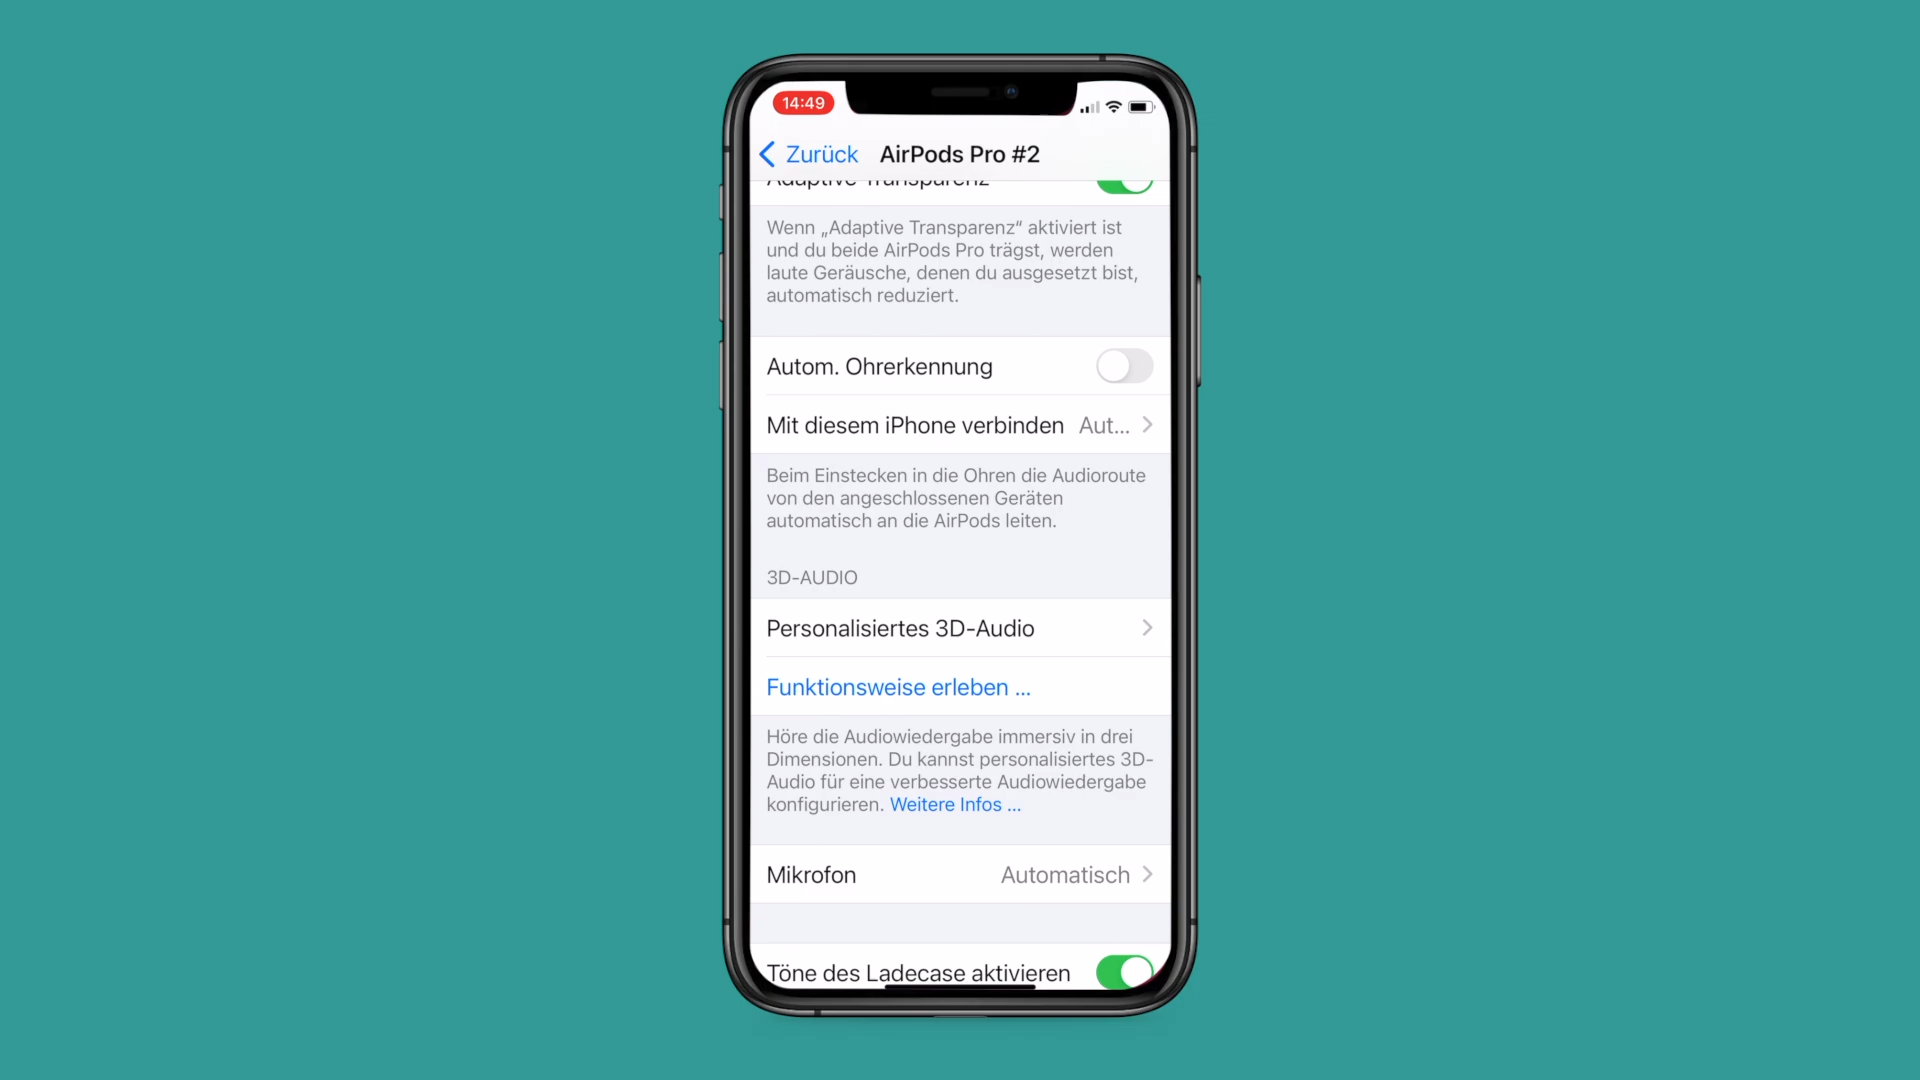 14:49
Zurück AirPods Pro #2
Adaptive Transparenz
Wenn „Adaptive Transparenz“ aktiviert ist
und du beide AirPods Pro trägst, werden
laute Geräusche, denen du ausgesetzt bist,
automatisch reduziert.
Autom. Ohrerkennung
Mit diesem iPhone verbinden Aut...
Beim Einstecken in die Ohren die Audioroute
von den angeschlossenen Geräten
automatisch an die AirPods leiten.
3D-AUDIO
Personalisiertes 3D-Audio
Funktionsweise erleben ...
Höre die Audiowiedergabe immersiv in drei
Dimensionen. Du kannst personalisiertes 3D-
Audio für eine verbesserte Audiowiedergabe
konfigurieren. Weitere Infos ...
Mikrofon Automatisch
Töne des Ladecase aktivieren